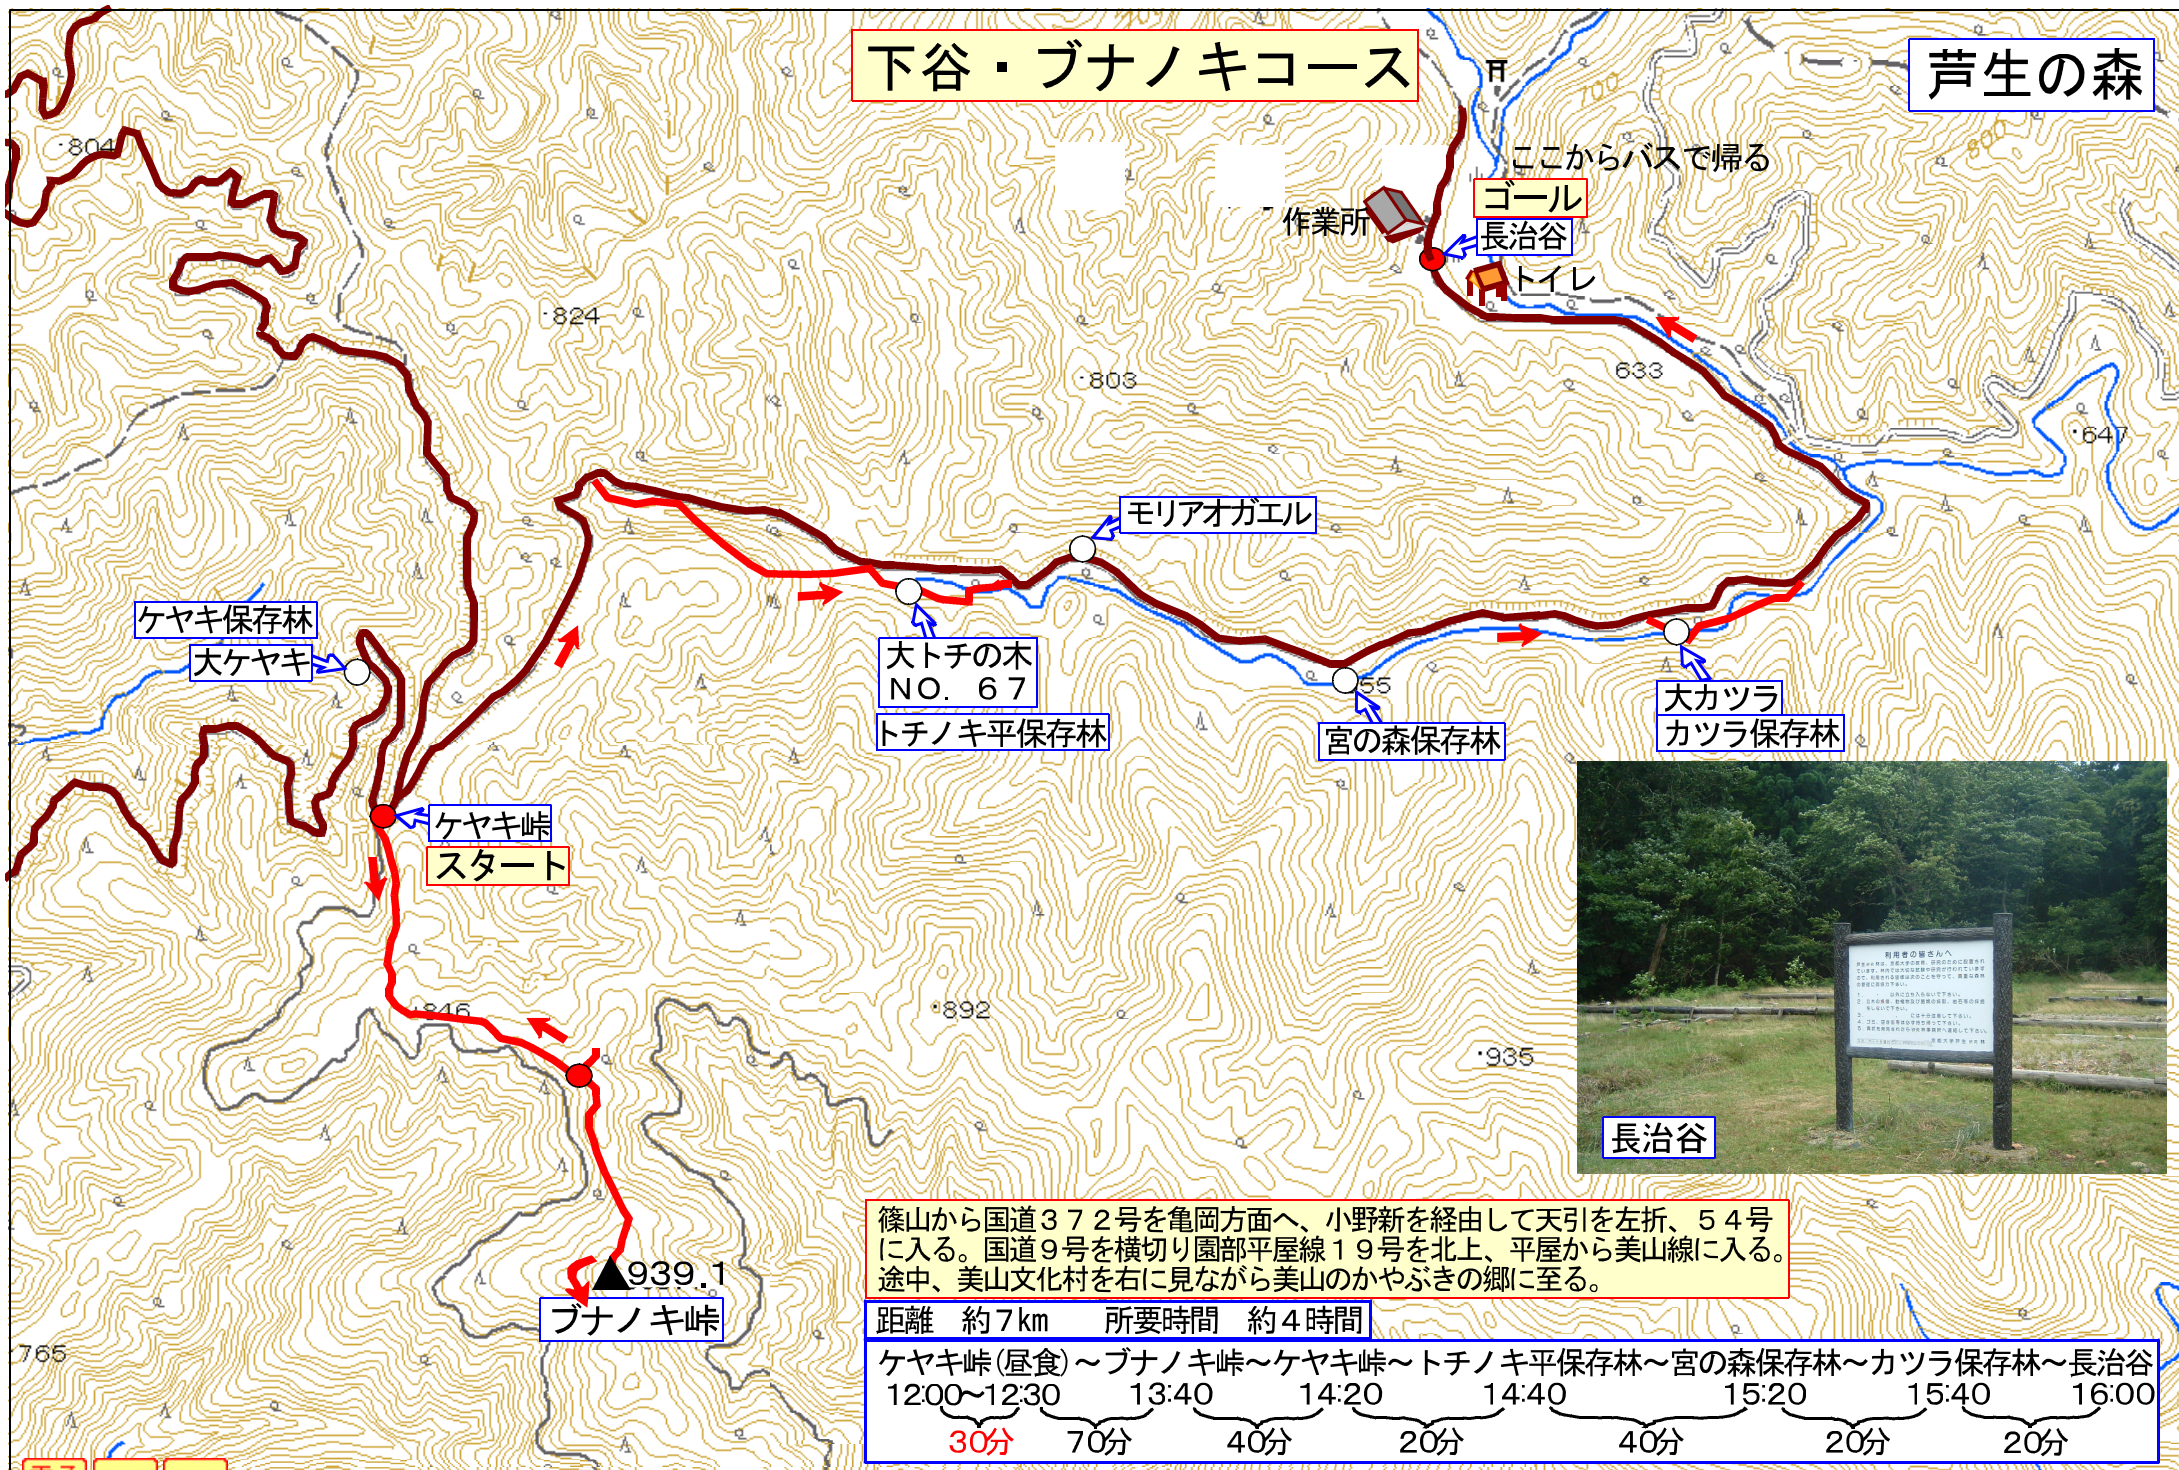 下谷・ブナノキコース
芦生の森
700
800
・804
ここからバスで帰る
ゴール
作業所
長治谷
トイレ
・824
・803
633
・647
モリアオガエル
ケヤキ保存林
大ケヤキ
大トチの木
NO. 67
トチノキ平保存林
55
宮の森保存林
大カツラ
カツラ保存林
ケヤキ峠
スタート
利用者の皆さんへ
長治谷
・846
・892
・935
939.1
ブナノキ峠
765
篠山から国道372号を亀岡方面へ、小野新を経由して天引を左折、54号
に入る。国道9号を横切り園部平屋線19号を北上、平屋から美山線に入る。
途中、美山文化村を右に見ながら美山のかやぶきの郷に至る。
距離 約7km 所要時間 約4時間
ケヤキ峠(昼食)~ブナノキ峠~ケヤキ峠~トチノキ平保存林~宮の森保存林~カツラ保存林~長治谷
12:00~12:30 13:40 14:20 14:40 15:20 15:40 16:00
30分 70分 40分 20分 40分 20分 20分